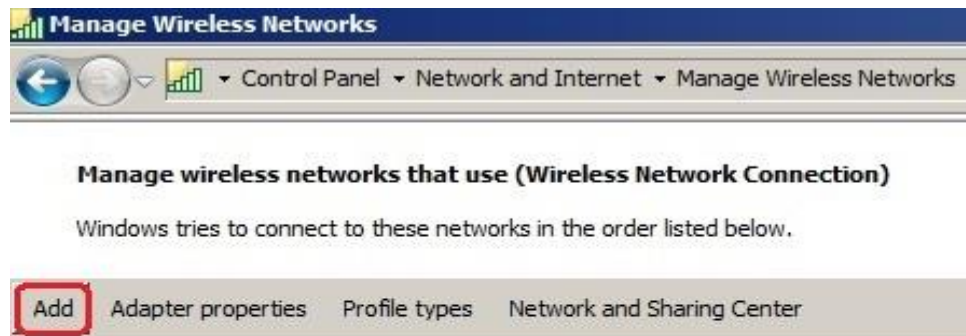 Manage Wireless Networks
Control Panel Network and Internet Manage Wireless Networks
Manage wireless networks that use (Wireless Network Connection)
Windows tries to connect to these networks in the order listed below.
Add Adapter properties Profile types Network and Sharing Center